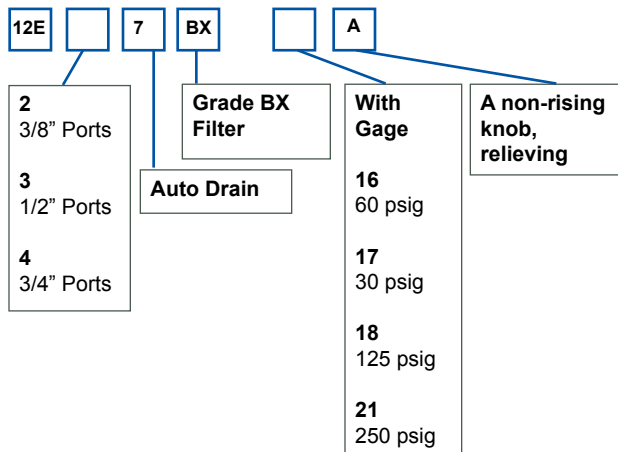 12E 7 BX A
2
3/8” Ports
3
1/2” Ports
4
3/4” Ports
Auto Drain
Grade BX
Filter
With
Gage
16
60 psig
17
30 psig
18
125 psig
21
250 psig
A non-rising
knob,
relieving